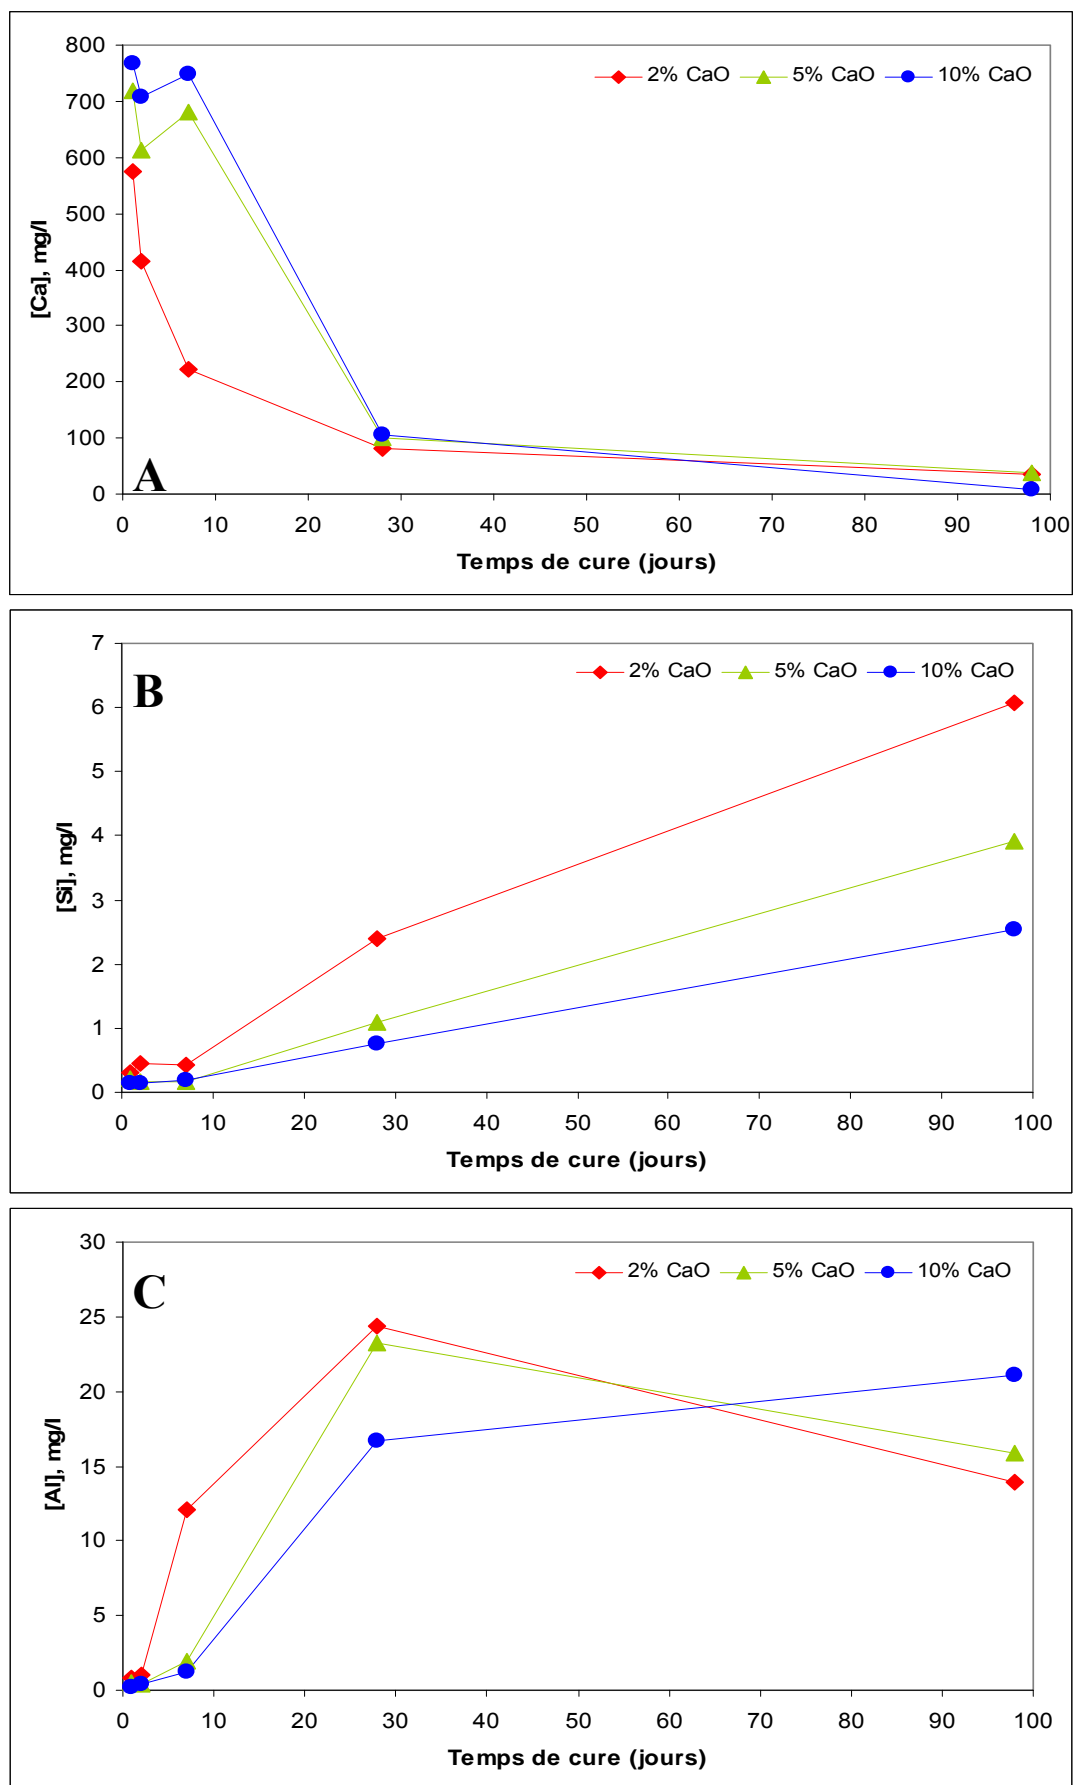 800
700
600
500
400
300
200
100
0
[Ca], mg/l
2% CaO 5% CaO 10% CaO
A
0 10 20 30 40 50 60 70 80 90 100
Temps de cure (jours)
7
6
5
4
3
2
1
0
[Si], mg/l
2% CaO 5% CaO 10% CaO
B
0 10 20 30 40 50 60 70 80 90 100
Temps de cure (jours)
30
25
20
15
10
5
0
[Al], mg/l
2% CaO 5% CaO 10% CaO
C
0 10 20 30 40 50 60 70 80 90 100
Temps de cure (jours)